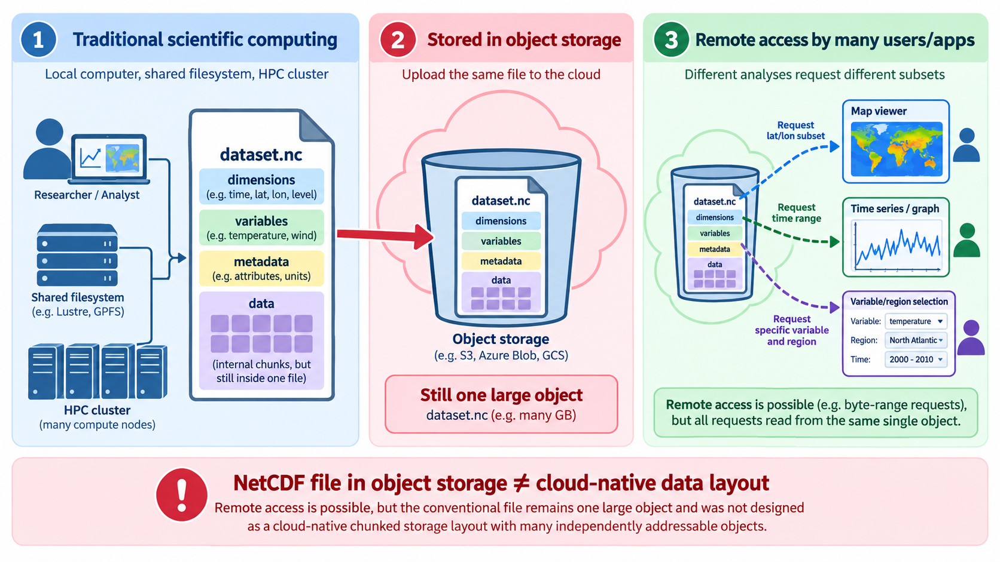 1
Traditional scientific computing
Local computer, shared filesystem, HPC cluster
Researcher / Analyst
Shared filesystem
(e.g. Lustre, GPFS)
HPC cluster
(many compute nodes)
dataset.nc
dimensions
(e.g. time, lat, lon, level)
variables
(e.g. temperature, wind)
metadata
(e.g. attributes, units)
data
(internal chunks, but
still inside one file)
2
Stored in object storage
Upload the same file to the cloud
dataset.nc
dimensions
variables
metadata
data
Object storage
(e.g. S3, Azure Blob, GCS)
Still one large object
dataset.nc (e.g. many GB)
3
Remote access by many users/apps
Different analyses request different subsets
dataset.nc
dimensions
variables
metadata
data
Request
lat/lon subset
Map viewer
Request
time range
Time series / graph
Request
specific variable
and region
Variable/region selection
Variable: temperature
Region: North Atlantic
Time: 2000 - 2010
Remote access is possible (e.g. byte-range requests),
but all requests read from the same single object.
!
NetCDF file in object storage ≠ cloud-native data layout
Remote access is possible, but the conventional file remains one large object and was not designed
as a cloud-native chunked storage layout with many independently addressable objects.